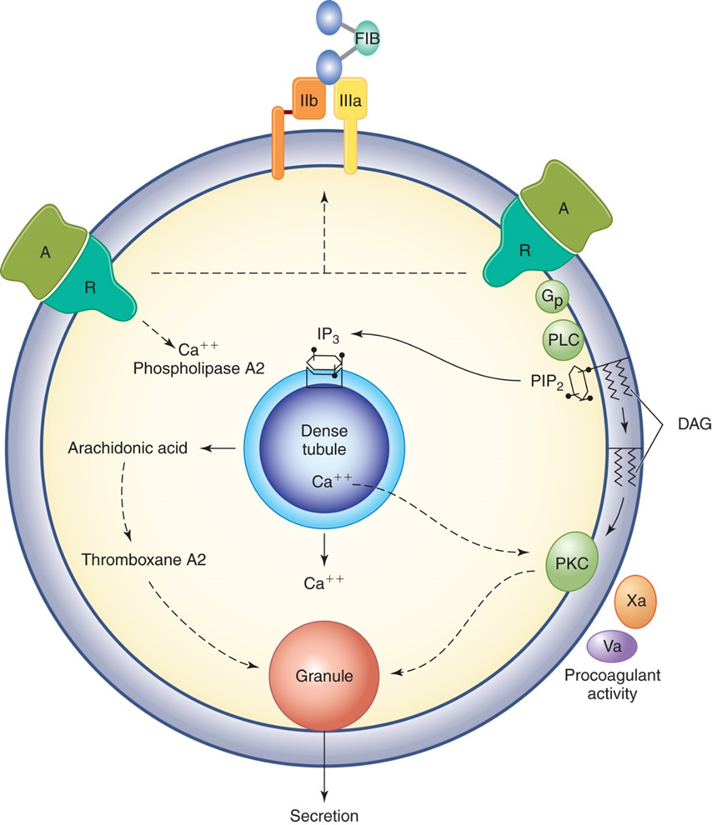 FIB
IIb
IIIa
A
R
A
R
Gp
PLC
IP3
Ca++
Phospholipase A2
PIP2
DAG
Dense
tubule
Ca++
Arachidonic acid
Thromboxane A2
Ca++
PKC
Xa
Va
Procoagulant
activity
Granule
Secretion